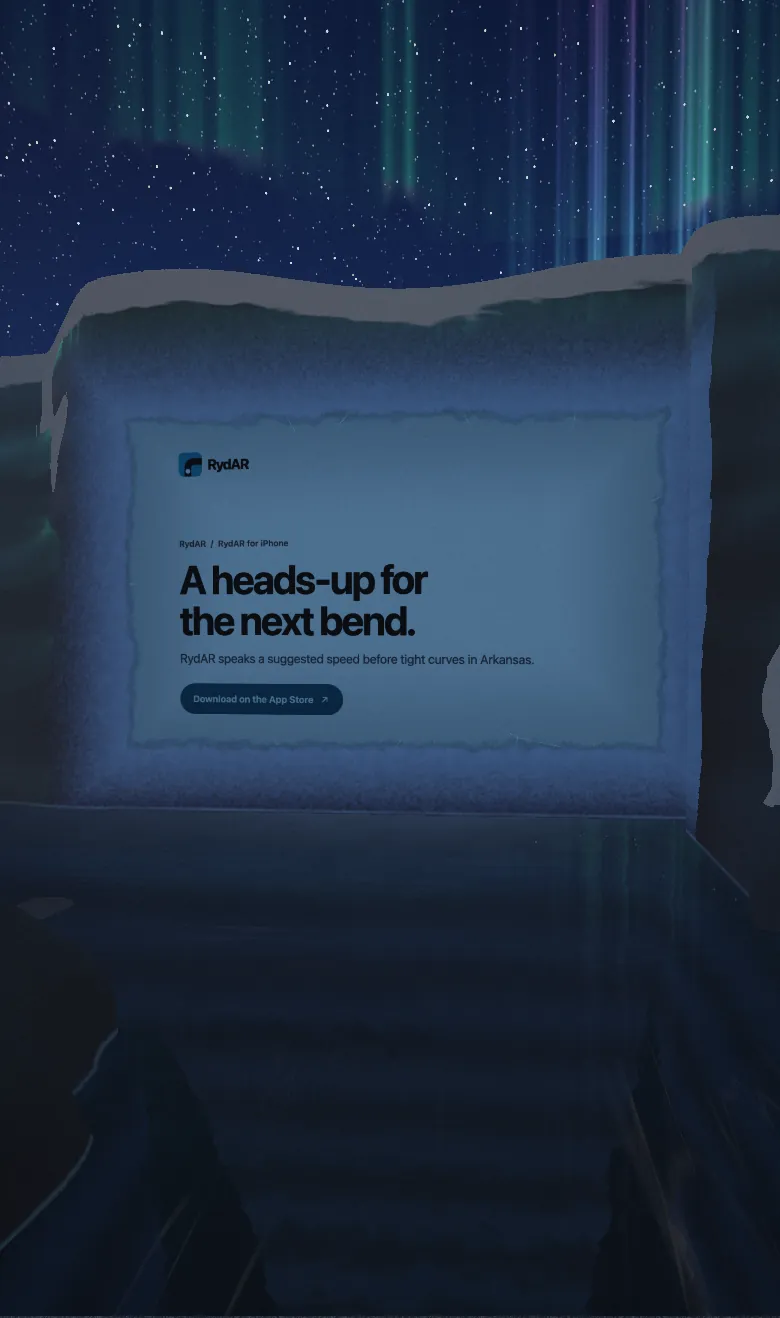 RydAR
RydAR / RydAR for iPhone
A heads-up for
the next bend.
RydAR speaks a suggested speed before tight curves in Arkansas.
Download on the App Store ↗